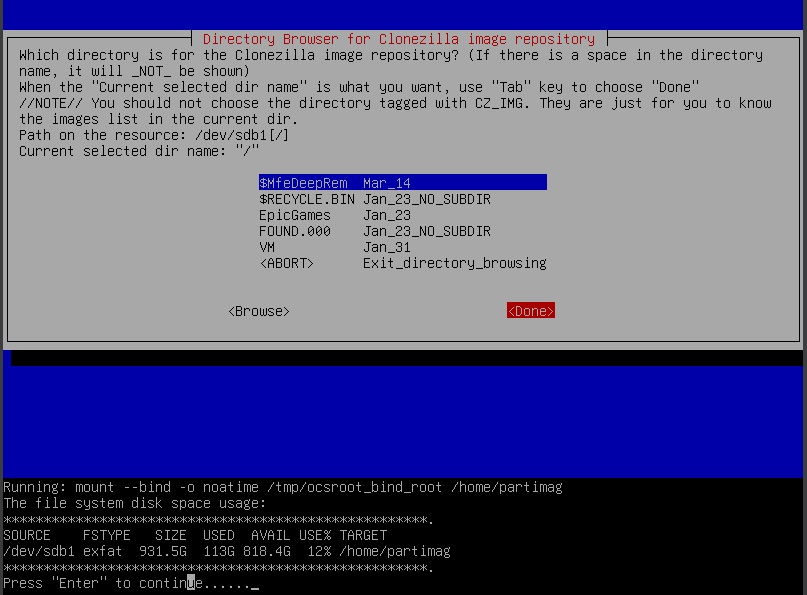 Directory Browser for Clonezilla image repository
Which directory is for the Clonezilla image repository? (If there is a space in the directory
name, it will _NOT_ be shown)
When the "Current selected dir name" is what you want, use "Tab" key to choose "Done"
//NOTE// You should not choose the directory tagged with CZ_IMG. They are just for you to know
the images list in the current dir.
Path on the resource: /dev/sdb1[/]
Current selected dir name: "/"
$MfeDeepRem Mar_14
$RECYCLE.BIN Jan_23_NO_SUBDIR
EpicGames Jan_23
FOUND.000 Jan_23_NO_SUBDIR
VM Jan_31
<ABORT> Exit_directory_browsing
<Browse> <Done>
Running: mount --bind -o noatime /tmp/ocsroot_bind_root /home/partimag
The file system disk space usage:
*****************************************************.
SOURCE FSTYPE SIZE USED AVAIL USE% TARGET
/dev/sdb1 exfat 931.5G 113G 818.4G 12% /home/partimag
*****************************************************.
Press "Enter" to continue......_